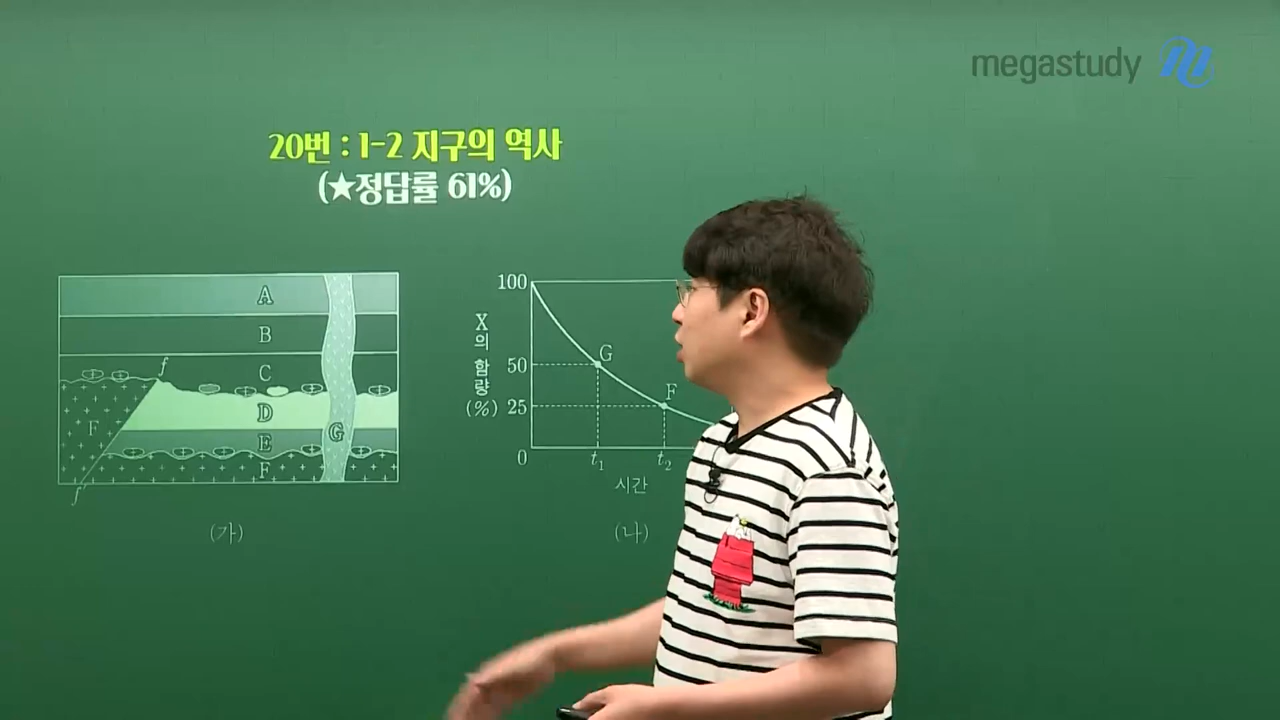 megastudy
20번 : 1-2 지구의 역사
(★정답률 61%)
A
B
C
f
D
F
E
G
F
f′
(가)
X의 함량(%)
100
50
25
0
G
F
t₁
t₂
시간
(나)